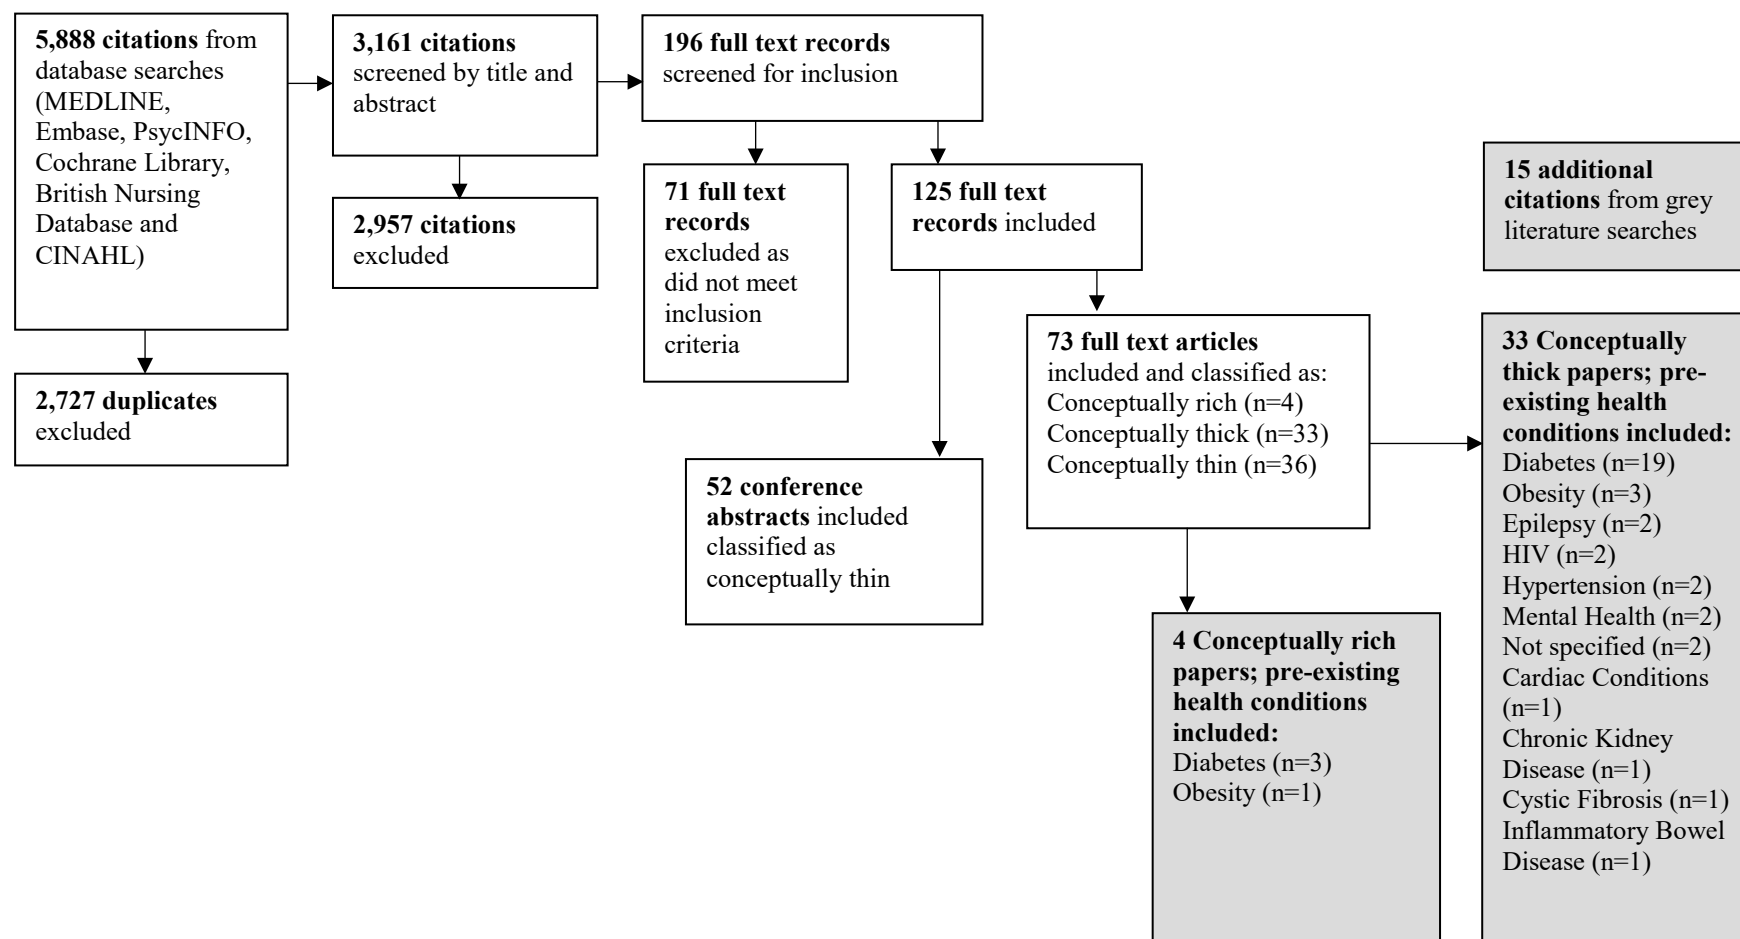 5,888 citations from
database searches
(MEDLINE,
Embase, PsycINFO,
Cochrane Library,
British Nursing
Database and
CINAHL)
2,727 duplicates
excluded
3,161 citations
screened by title and
abstract
2,957 citations
excluded
196 full text records
screened for inclusion
71 full text
records
excluded as
did not meet
inclusion
criteria
125 full text
records included
52 conference
abstracts included
classified as
conceptually thin
73 full text articles
included and classified as:
Conceptually rich (n=4)
Conceptually thick (n=33)
Conceptually thin (n=36)
4 Conceptually rich
papers; pre-existing
health conditions
included:
Diabetes (n=3)
Obesity (n=1)
15 additional
citations from grey
literature searches
33 Conceptually
thick papers; pre-
existing health
conditions included:
Diabetes (n=19)
Obesity (n=3)
Epilepsy (n=2)
HIV (n=2)
Hypertension (n=2)
Mental Health (n=2)
Not specified (n=2)
Cardiac Conditions
(n=1)
Chronic Kidney
Disease (n=1)
Cystic Fibrosis (n=1)
Inflammatory Bowel
Disease (n=1)